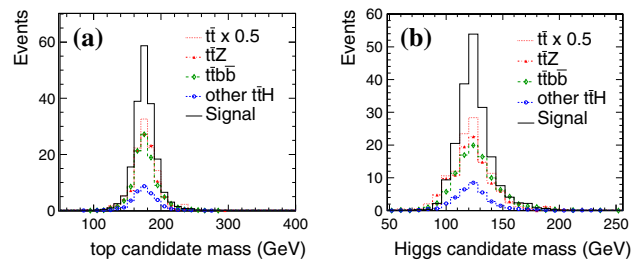 Events
(a)
tt̄ x 0.5
tt̄Z
tt̄bb̄
other tt̄H
Signal
60
40
20
0
100 200 300 400
top candidate mass (GeV)
Events
(b)
tt̄ x 0.5
tt̄Z
tt̄bb̄
other tt̄H
Signal
60
50
40
30
20
10
0
50 100 150 200 250
Higgs candidate mass (GeV)